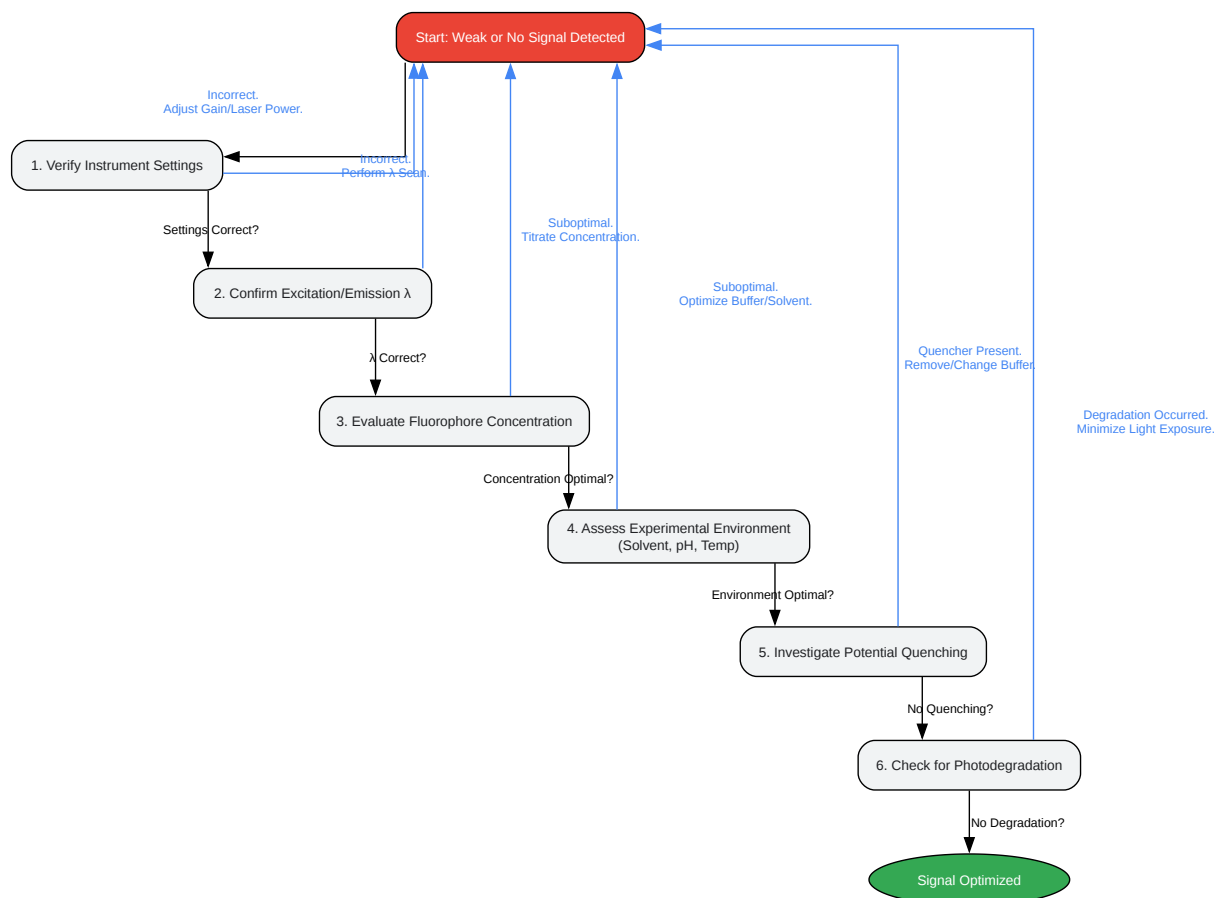 Start: Weak or No Signal Detected
Incorrect.
Adjust Gain/Laser Power.
1. Verify Instrument Settings
Incorrect.
Perform λ Scan.
Settings Correct?
Suboptimal.
Titrate Concentration.
2. Confirm Excitation/Emission λ
Suboptimal.
Optimize Buffer/Solvent.
λ Correct?
Quencher Present.
Remove/Change Buffer.
3. Evaluate Fluorophore Concentration
Degradation Occurred.
Minimize Light Exposure.
Concentration Optimal?
4. Assess Experimental Environment
(Solvent, pH, Temp)
Environment Optimal?
5. Investigate Potential Quenching
No Quenching?
6. Check for Photodegradation
No Degradation?
Signal Optimized